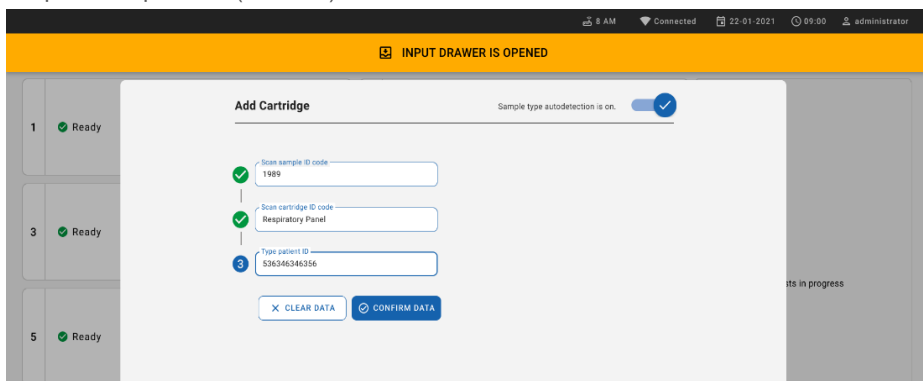 8 AM Connected 22-01-2021 09:00 administrator
INPUT DRAWER IS OPENED
Add Cartridge Sample type autodetection is on.
1 Ready
Scan sample ID code
1989
Scan cartridge ID code
Respiratory Panel
3 Ready
Type patient ID
3 536346346356
sts in progress
CLEAR DATA CONFIRM DATA
5 Ready